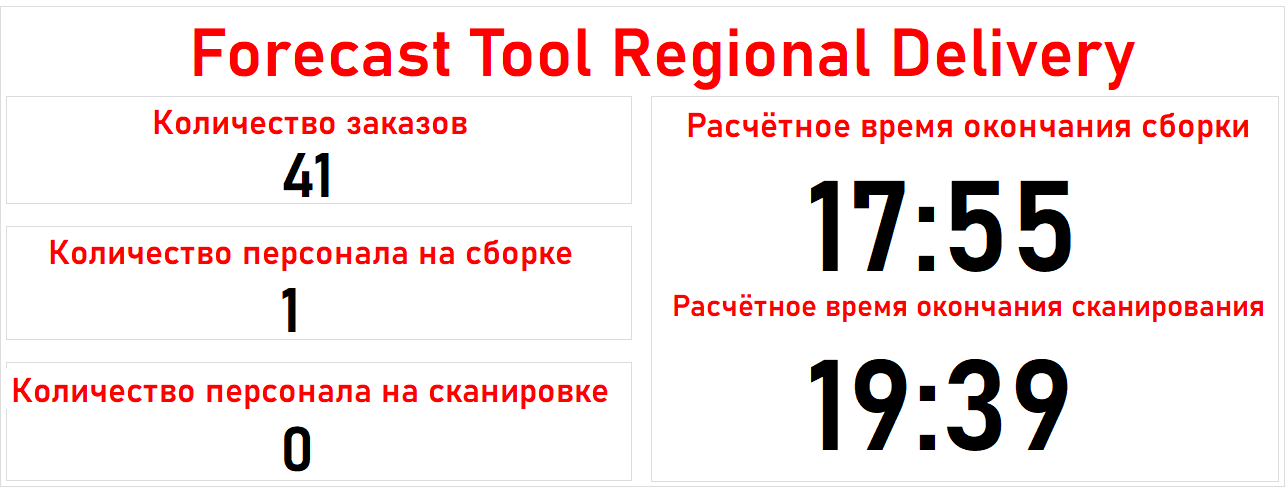 Forecast Tool Regional Delivery
Количество заказов
41
Количество персонала на сборке
1
Количество персонала на сканировке
0
Расчётное время окончания сборки
17:55
Расчётное время окончания сканирования
19:39